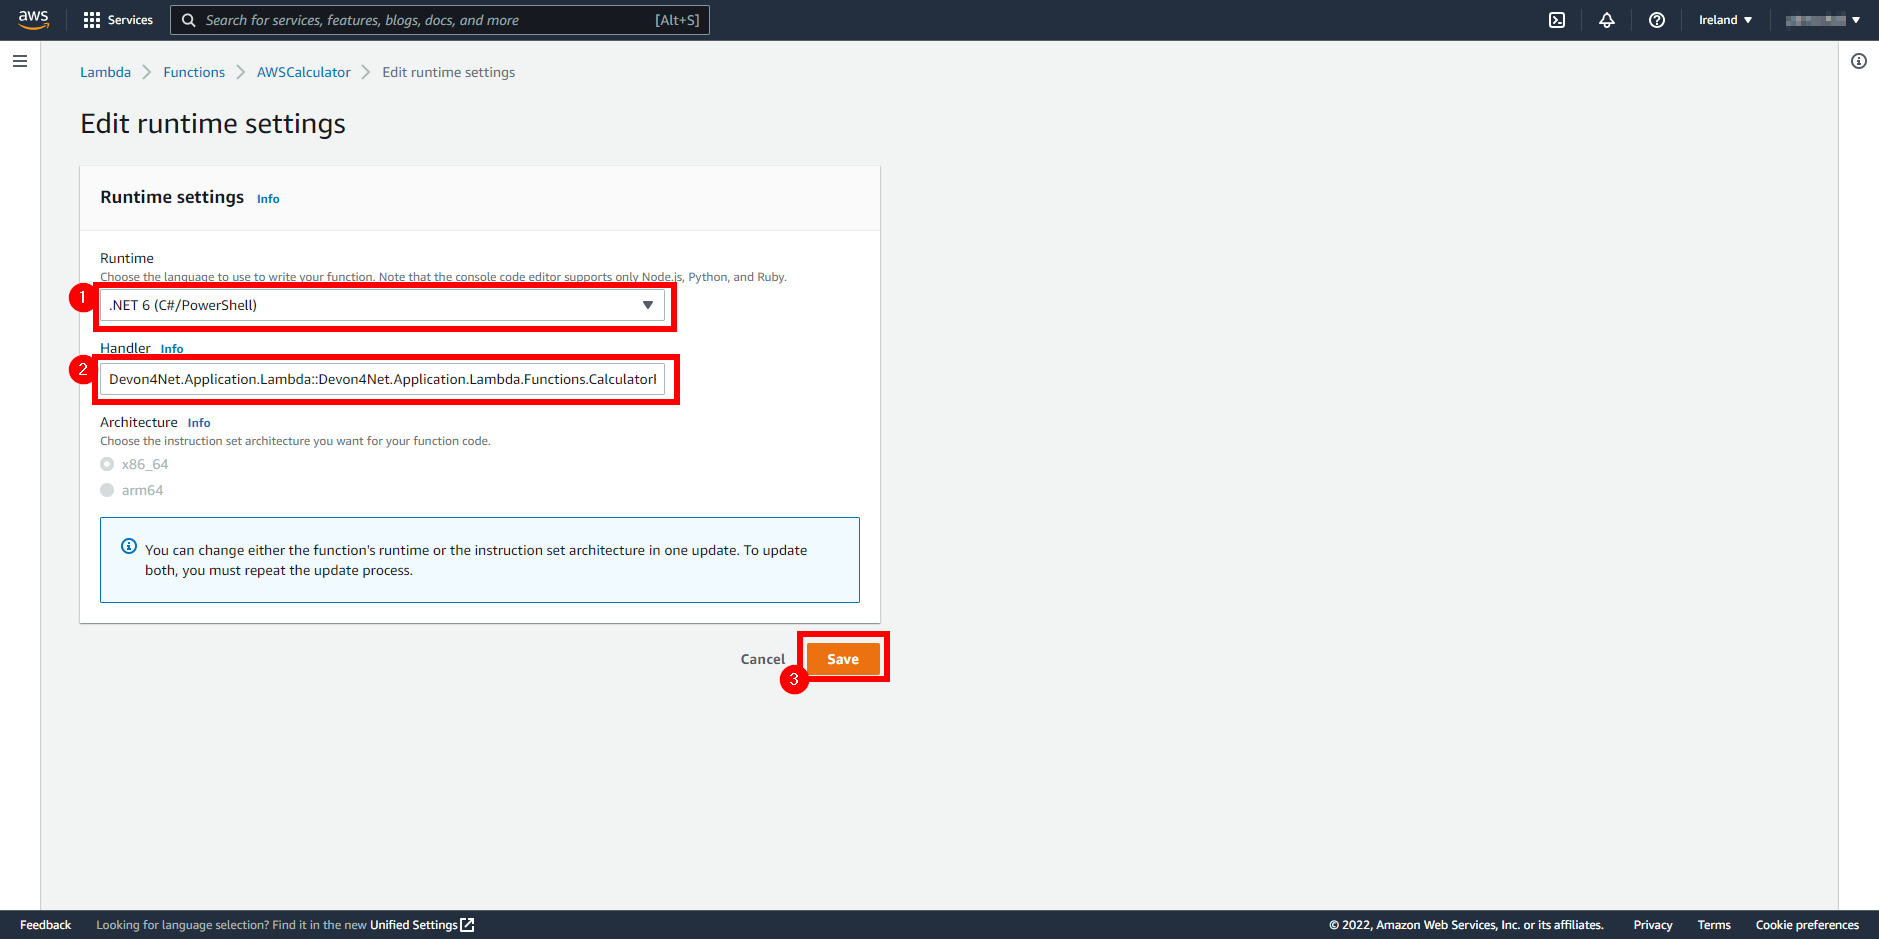 aws
Services
Search for services, features, blogs, docs, and more
[Alt+S]
Ireland
Lambda
Functions
AWSCalculator
Edit runtime settings
Edit runtime settings
Runtime settings Info
Runtime
Choose the language to use to write your function. Note that the console code editor supports only Node.js, Python, and Ruby.
1
.NET 6 (C#/PowerShell)
Handler Info
2
Devon4Net.Application.Lambda::Devon4Net.Application.Lambda.Functions.Calculator
Architecture Info
Choose the instruction set architecture you want for your function code.
x86_64
arm64
You can change either the function's runtime or the instruction set architecture in one update. To update
both, you must repeat the update process.
Cancel
Save
3
Feedback
Looking for language selection? Find it in the new Unified Settings
© 2022, Amazon Web Services, Inc. or its affiliates.
Privacy
Terms
Cookie preferences